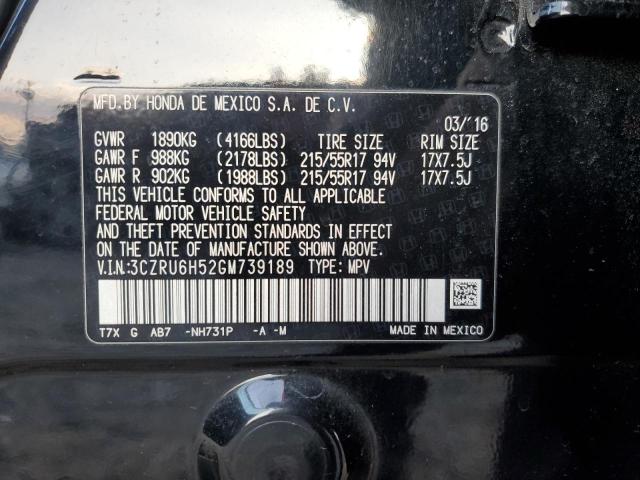 MFD.BY HONDA DE MEXICO S.A. DE C.V.
03/'16
GVWR 1890KG (4166LBS) TIRE SIZE RIM SIZE
GAWR F 988KG (2178LBS) 215/55R17 94V 17X7.5J
GAWR R 902KG (1988LBS) 215/55R17 94V 17X7.5J
THIS VEHICLE CONFORMS TO ALL APPLICABLE
FEDERAL MOTOR VEHICLE SAFETY
AND THEFT PREVENTION STANDARDS IN EFFECT
ON THE DATE OF MANUFACTURE SHOWN ABOVE.
V.I.N:3CZRU6H52GM739189 TYPE: MPV
T7X G AB7 -NH731P -A -M MADE IN MEXICO